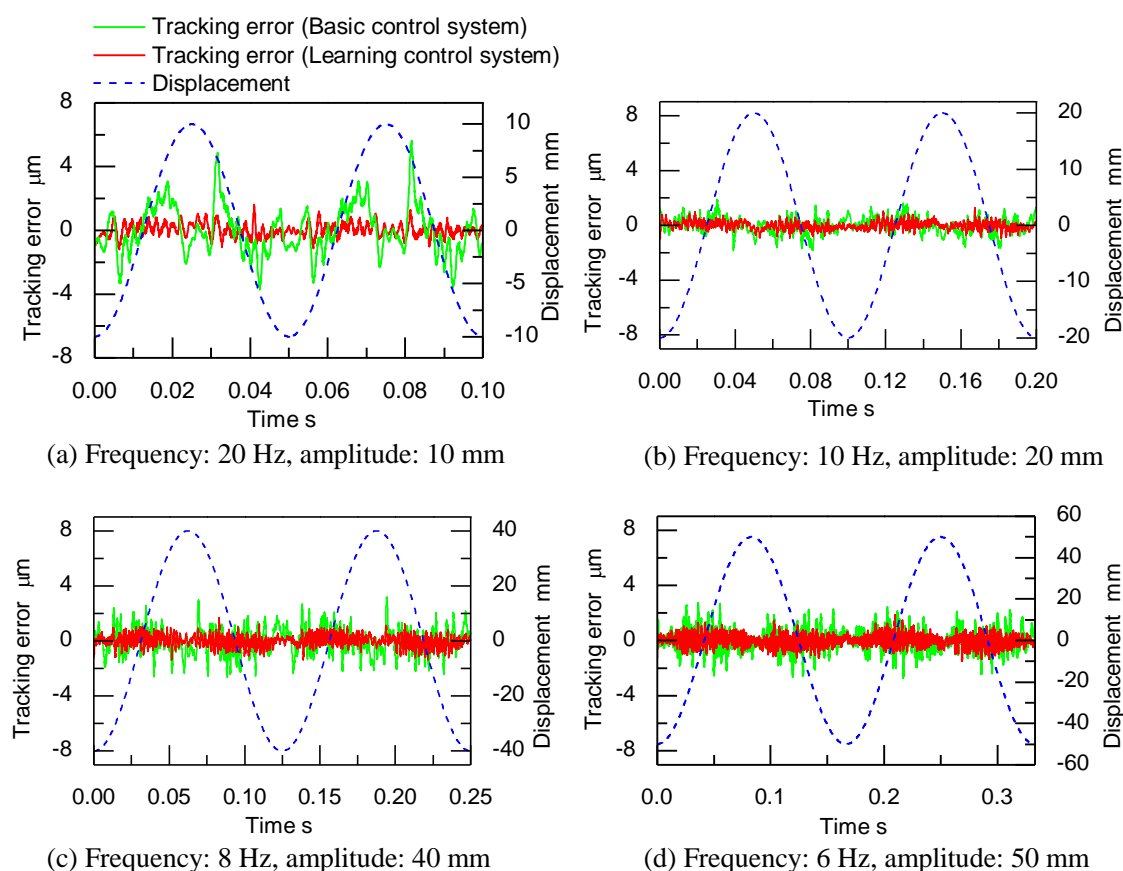 Tracking error (Basic control system)
Tracking error (Learning control system)
Displacement
8
4
0
-4
-8
Tracking error μm
10
5
0
-5
-10
Displacement mm
0.00 0.02 0.04 0.06 0.08 0.10
Time s
(a) Frequency: 20 Hz, amplitude: 10 mm
8
4
0
-4
-8
Tracking error μm
20
10
0
-10
-20
Displacement mm
0.00 0.04 0.08 0.12 0.16 0.20
Time s
(b) Frequency: 10 Hz, amplitude: 20 mm
8
4
0
-4
-8
Tracking error μm
40
20
0
-20
-40
Displacement mm
0.00 0.05 0.10 0.15 0.20 0.25
Time s
(c) Frequency: 8 Hz, amplitude: 40 mm
8
4
0
-4
-8
Tracking error μm
60
40
20
0
-20
-40
-60
Displacement mm
0.0 0.1 0.2 0.3
Time s
(d) Frequency: 6 Hz, amplitude: 50 mm